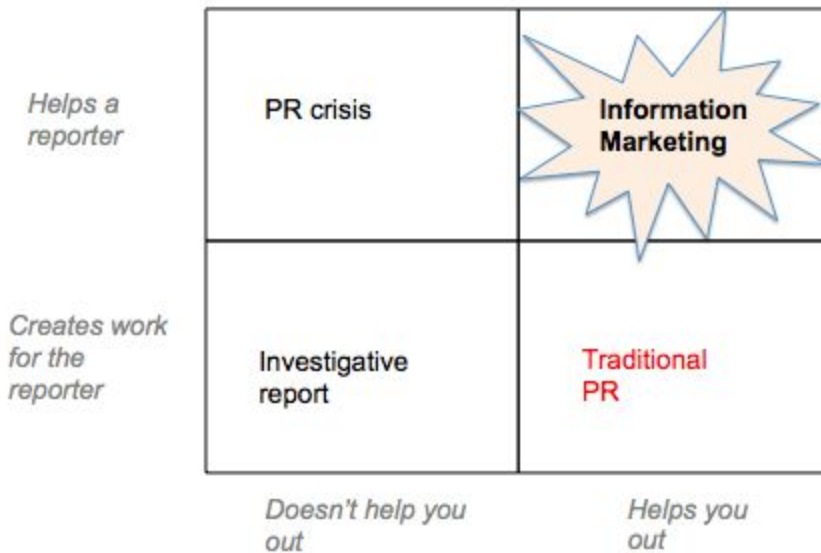 Helps a
reporter
PR crisis
Information
Marketing
Creates work
for the
reporter
Investigative
report
Traditional
PR
Doesn't help you
out
Helps you
out